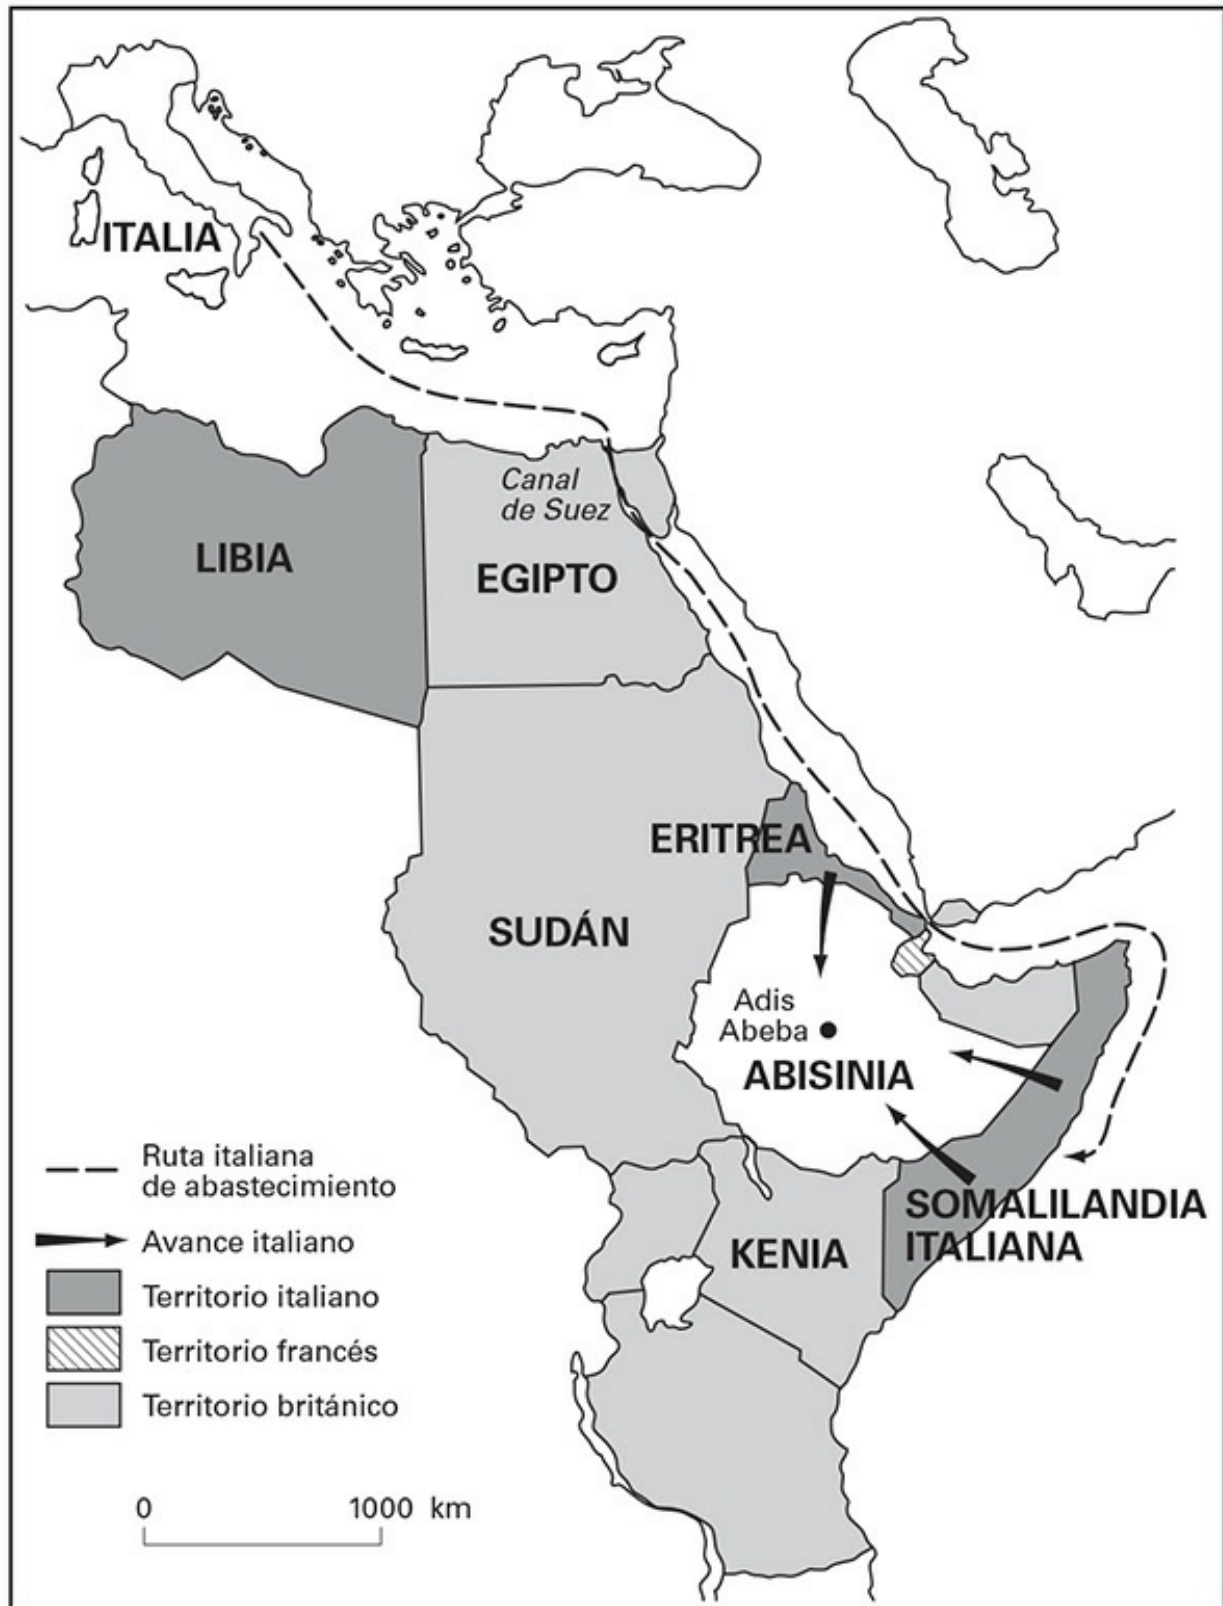 ITALIA
Canal
de Suez
LIBIA
EGIPTO
ERITREA
SUDÁN
Adis
Abeba
ABISINIA
SOMALILANDIA
ITALIANA
KENIA
Ruta italiana
de abastecimiento
Avance italiano
Territorio italiano
Territorio francés
Territorio británico
0 1000 km